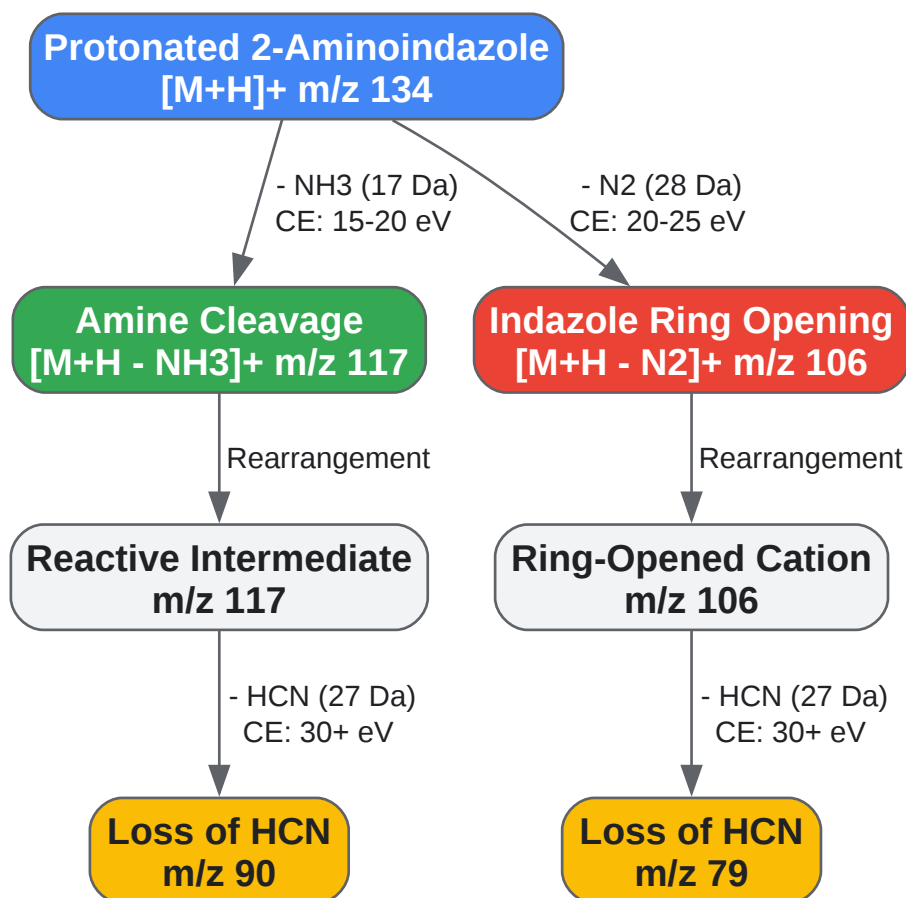 Protonated 2-Aminoindazole
[M+H]+ m/z 134
- NH3 (17 Da)
CE: 15-20 eV
- N2 (28 Da)
CE: 20-25 eV
Amine Cleavage
[M+H - NH3]+ m/z 117
Indazole Ring Opening
[M+H - N2]+ m/z 106
Rearrangement
Rearrangement
Reactive Intermediate
m/z 117
Ring-Opened Cation
m/z 106
- HCN (27 Da)
CE: 30+ eV
- HCN (27 Da)
CE: 30+ eV
Loss of HCN
m/z 90
Loss of HCN
m/z 79